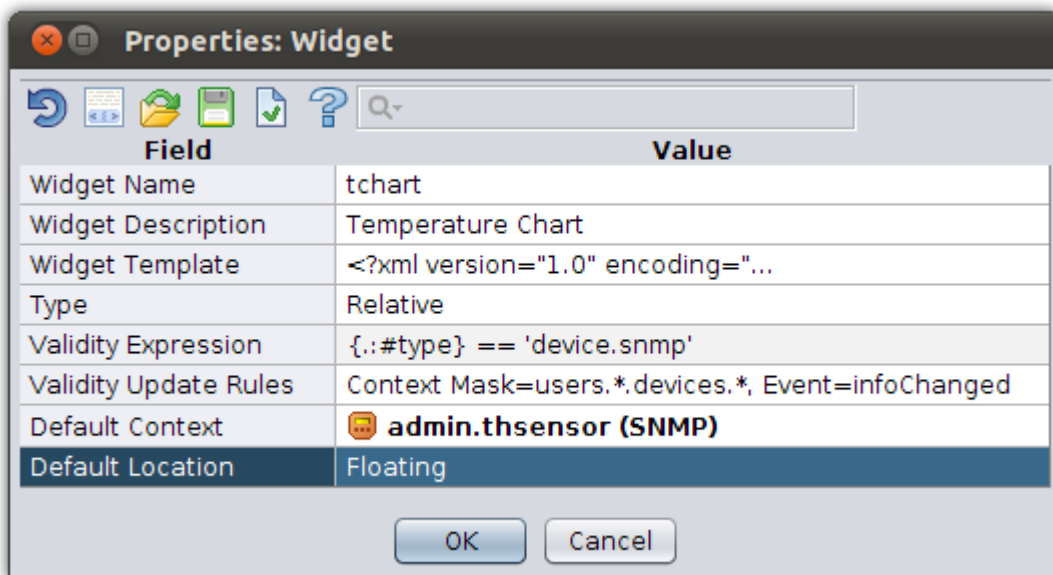 Properties: Widget
Field Value
Widget Name tchart
Widget Description Temperature Chart
Widget Template <?xml version="1.0" encoding="...
Type Relative
Validity Expression {.:#type} == 'device.snmp'
Validity Update Rules Context Mask=users.*.devices.*, Event=infoChanged
Default Context admin.thsensor (SNMP)
Default Location Floating
OK Cancel